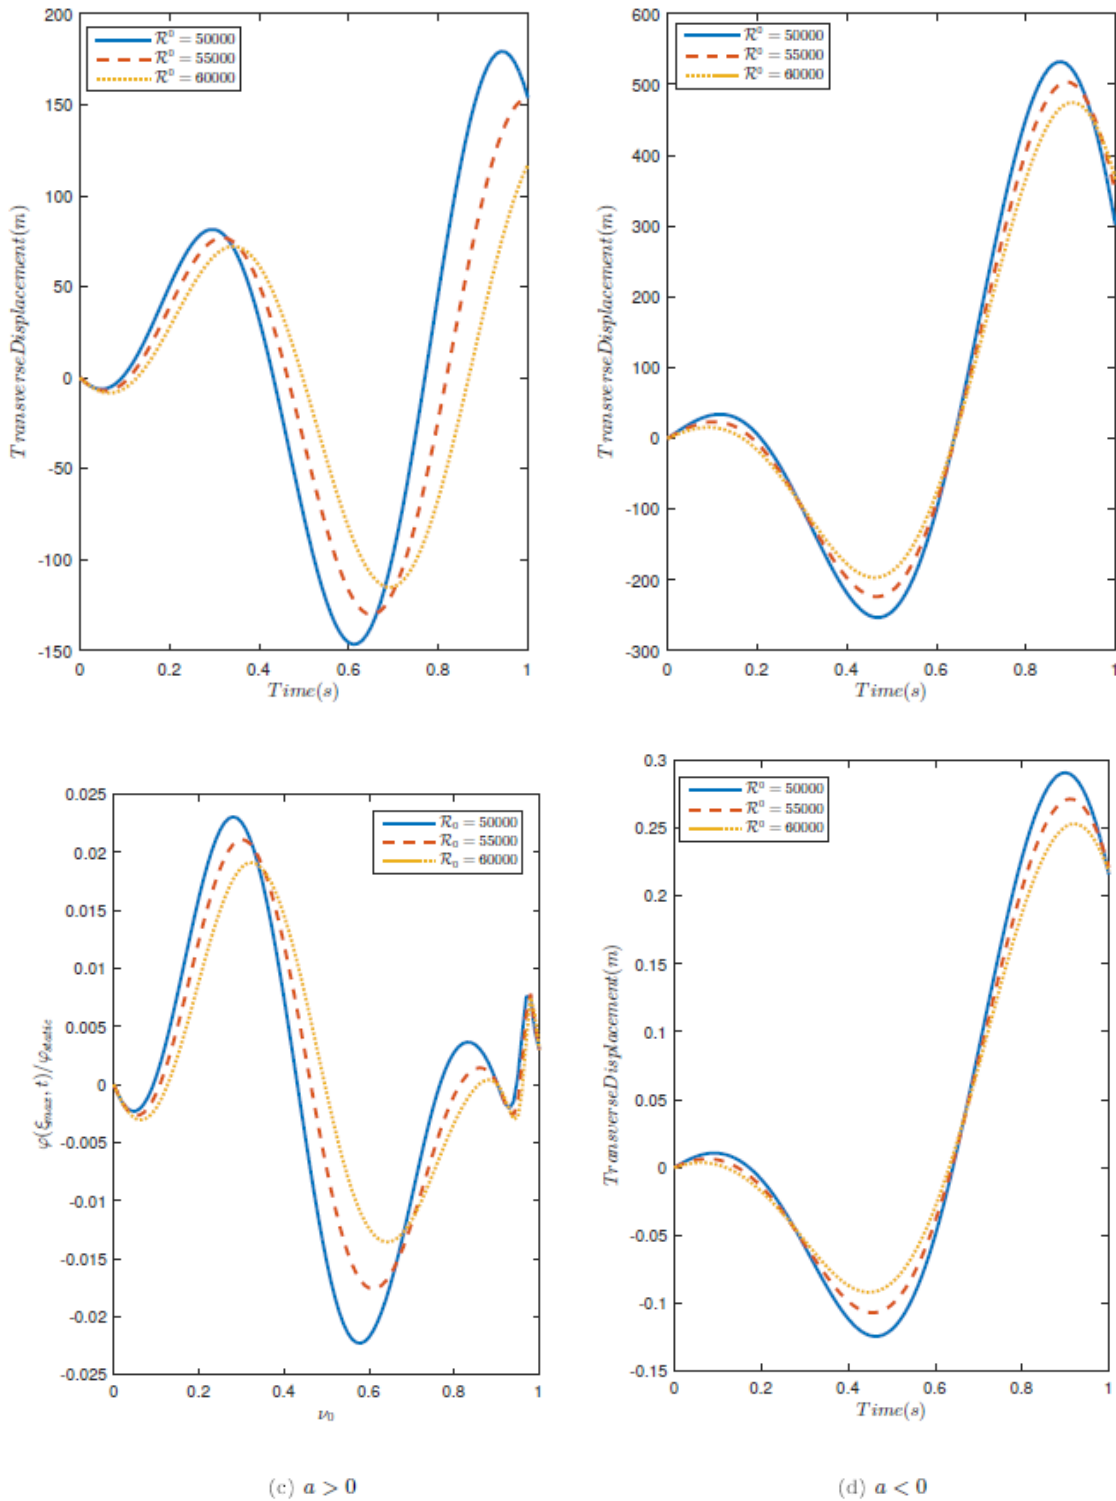 200
150
100
50
0
-50
-100
-150
0 0.2 0.4 0.6 0.8 1
Time(s)
TransverseDisplacement(m)
R⁰ = 50000
R⁰ = 55000
R⁰ = 60000
600
500
400
300
200
100
0
-100
-200
-300
0 0.2 0.4 0.6 0.8 1
Time(s)
TransverseDisplacement(m)
R⁰ = 50000
R⁰ = 55000
R⁰ = 60000
0.025
0.02
0.015
0.01
0.005
0
-0.005
-0.01
-0.015
-0.02
-0.025
0 0.2 0.4 0.6 0.8 1
ν₀
φ(ξmax, t)/φstatic
R₀ = 50000
R₀ = 55000
R₀ = 60000
0.3
0.25
0.2
0.15
0.1
0.05
0
-0.05
-0.1
-0.15
0 0.2 0.4 0.6 0.8 1
Time(s)
TransverseDisplacement(m)
R⁰ = 50000
R⁰ = 55000
R⁰ = 60000
(c) a > 0
(d) a < 0